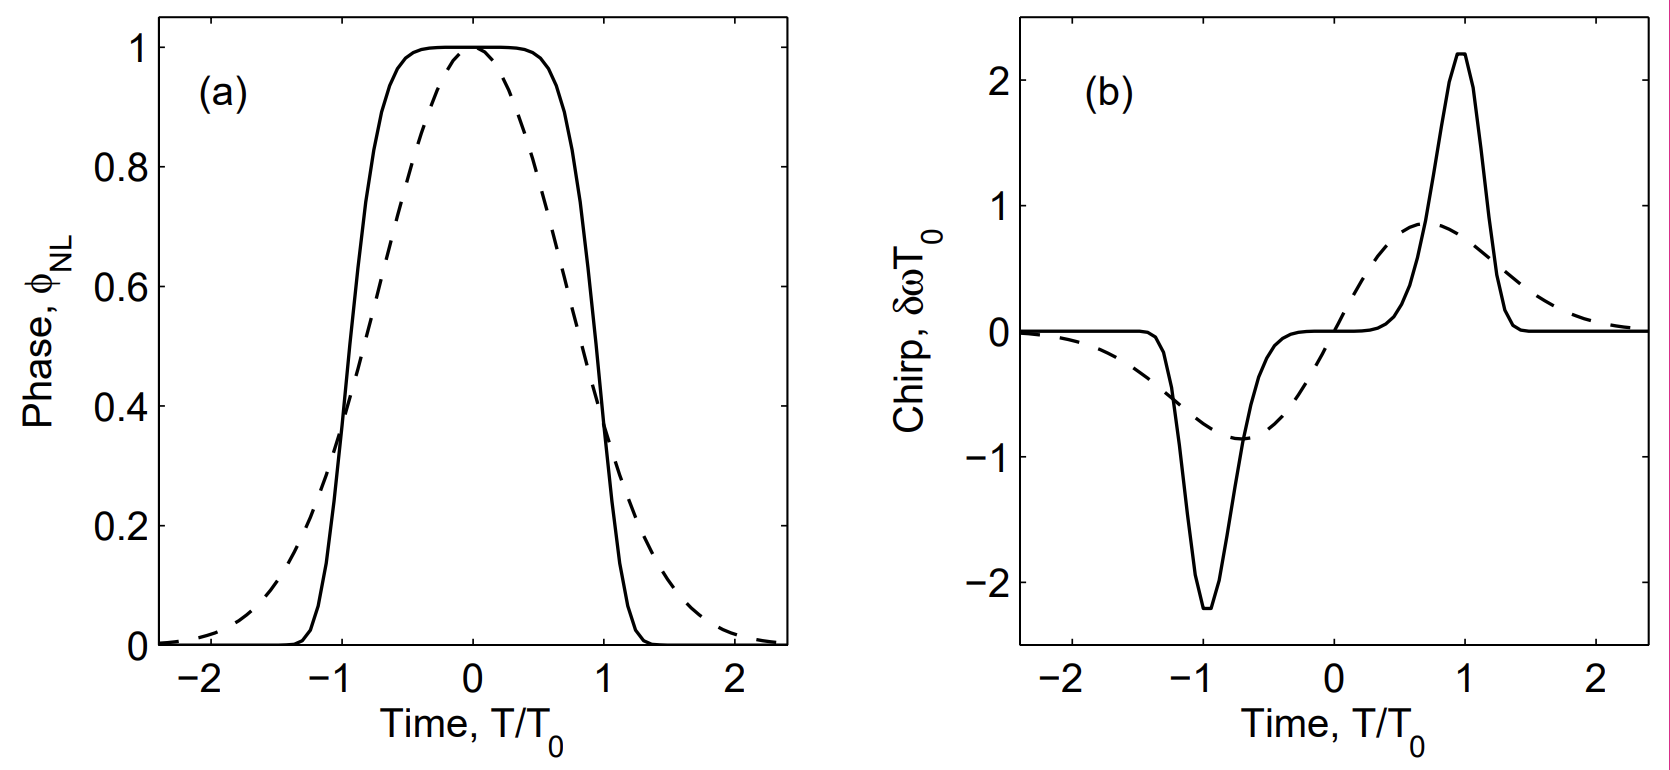 (a)
1
0.8
0.6
0.4
0.2
0
Phase, ϕNL
−2 −1 0 1 2
Time, T/T0
(b)
2
1
0
−1
−2
Chirp, δωT0
−2 −1 0 1 2
Time, T/T0